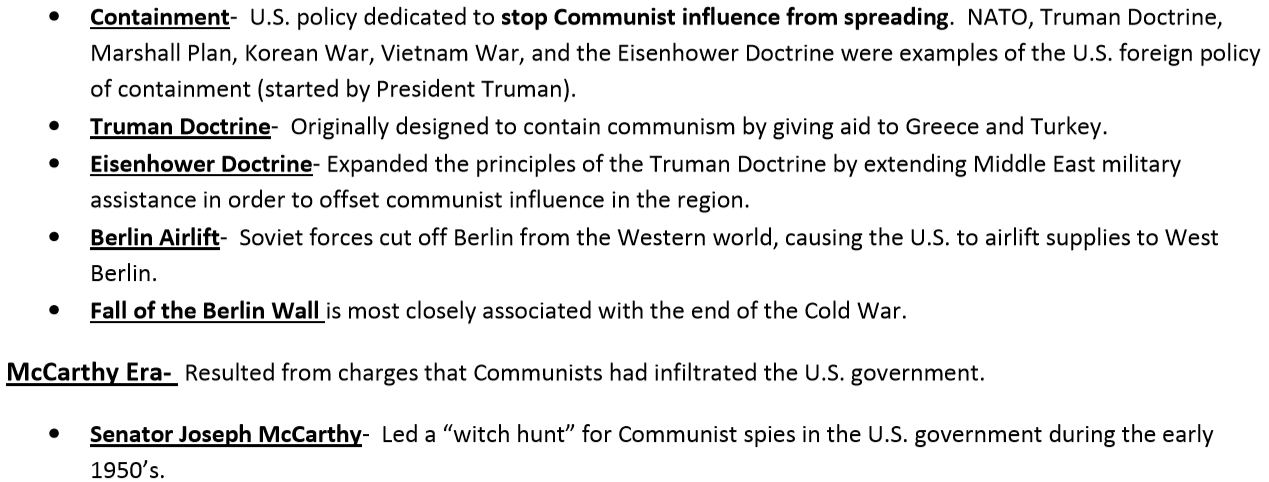 • Containment-  U.S. policy dedicated to stop Communist influence from spreading.  NATO, Truman Doctrine,
Marshall Plan, Korean War, Vietnam War, and the Eisenhower Doctrine were examples of the U.S. foreign policy
of containment (started by President Truman).
• Truman Doctrine-  Originally designed to contain communism by giving aid to Greece and Turkey.
• Eisenhower Doctrine- Expanded the principles of the Truman Doctrine by extending Middle East military
assistance in order to offset communist influence in the region.
• Berlin Airlift-  Soviet forces cut off Berlin from the Western world, causing the U.S. to airlift supplies to West
Berlin.
• Fall of the Berlin Wall is most closely associated with the end of the Cold War.
McCarthy Era-  Resulted from charges that Communists had infiltrated the U.S. government.
• Senator Joseph McCarthy-  Led a “witch hunt” for Communist spies in the U.S. government during the early
1950’s.